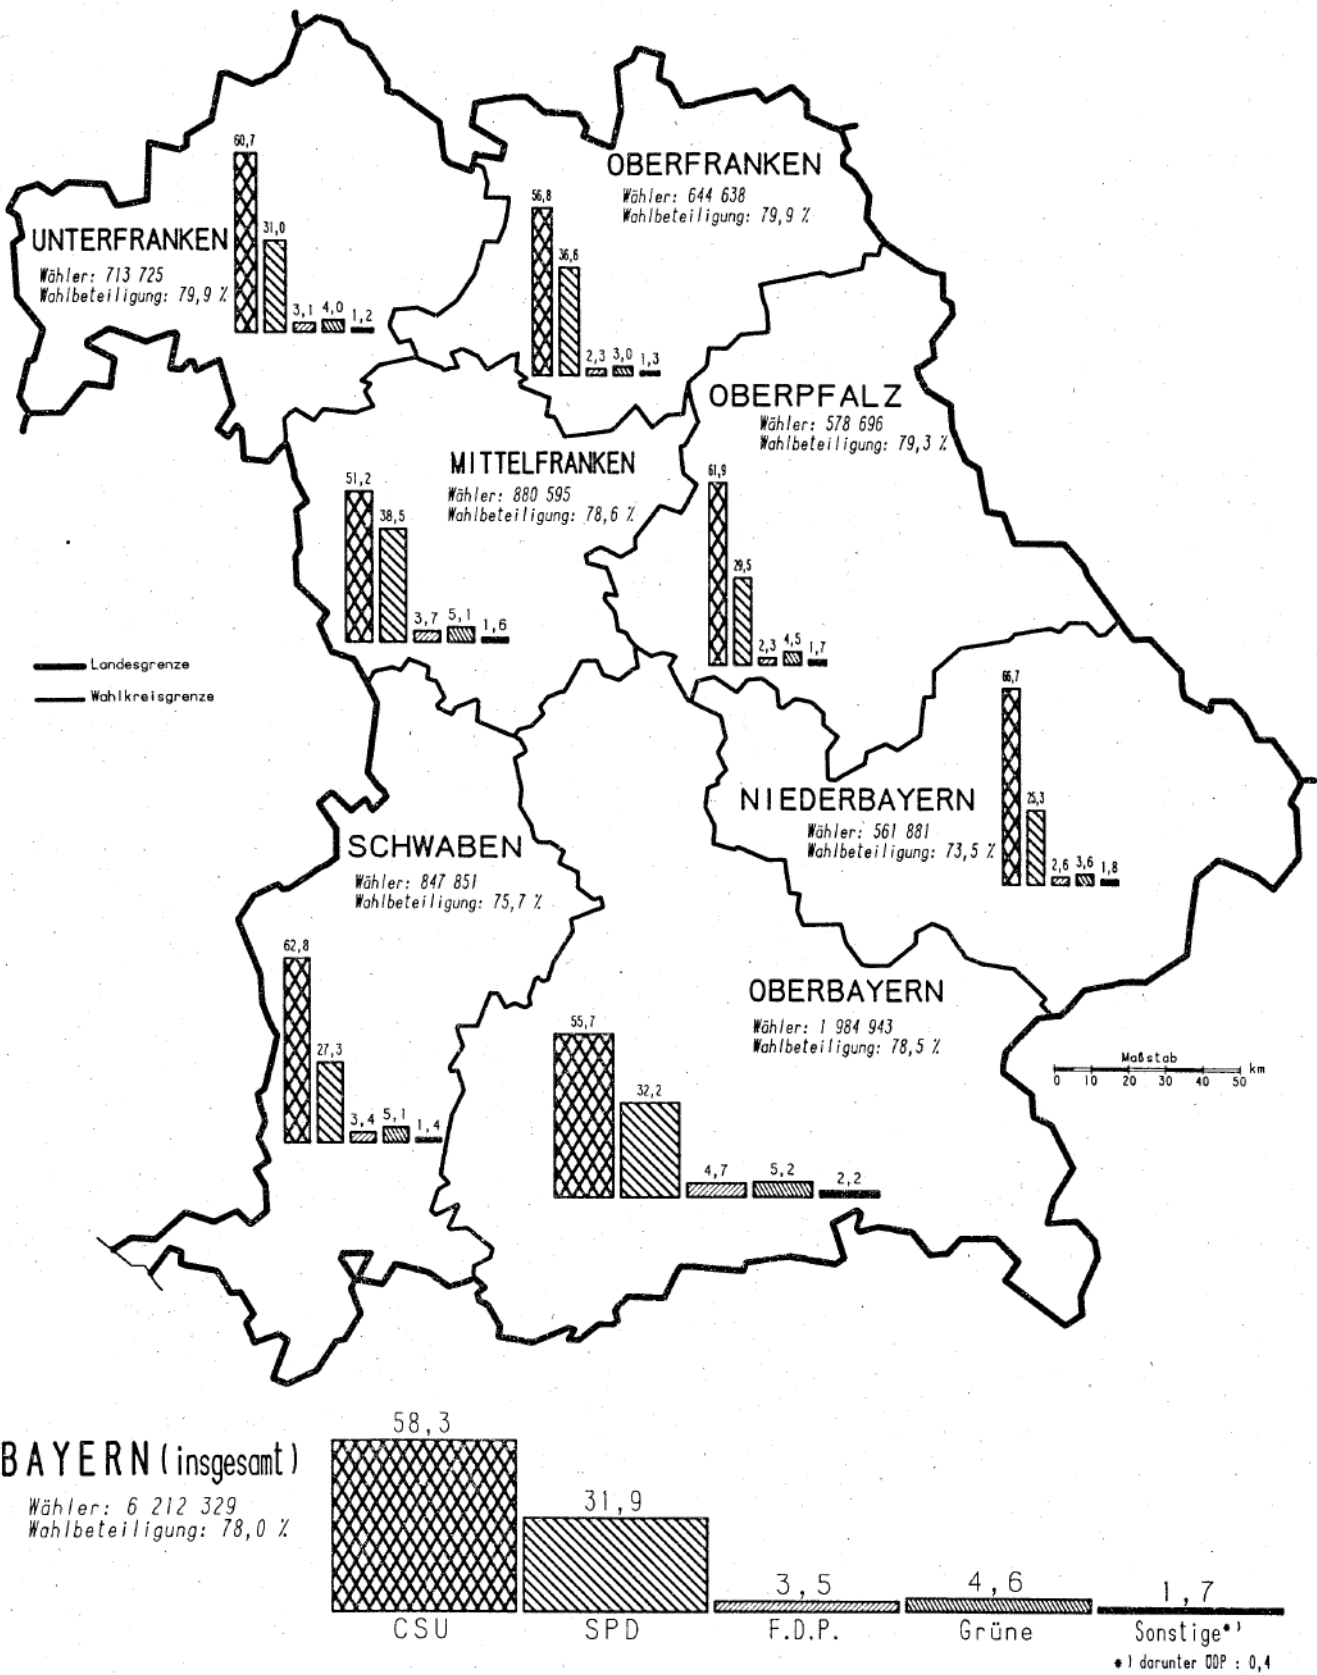 OBERFRANKEN
Wähler: 644 638
Wahlbeteiligung: 79,9 %
56,8
36,6
2,3 3,0 1,3
UNTERFRANKEN
Wähler: 713 725
Wahlbeteiligung: 79,9 %
60,7
31,0
3,1 4,0 1,2
OBERPFALZ
Wähler: 578 696
Wahlbeteiligung: 79,3 %
61,9
29,5
2,3 4,5 1,7
MITTELFRANKEN
Wähler: 880 595
Wahlbeteiligung: 78,6 %
51,2
38,5
3,7 5,1 1,6
Landesgrenze
Wahlkreisgrenze
NIEDERBAYERN
Wähler: 561 881
Wahlbeteiligung: 73,5 %
66,7
25,3
2,6 3,6 1,8
SCHWABEN
Wähler: 847 851
Wahlbeteiligung: 75,7 %
62,8
27,3
3,4 5,1 1,4
OBERBAYERN
Wähler: 1 984 943
Wahlbeteiligung: 78,5 %
55,7
32,2
4,7 5,2 2,2
Maßstab
0 10 20 30 40 50 km
BAYERN (insgesamt)
Wähler: 6 212 329
Wahlbeteiligung: 78,0 %
58,3
31,9
3,5 4,6 1,7
CSU SPD F.D.P. Grüne Sonstige*)
*) darunter ÖDP : 0,4